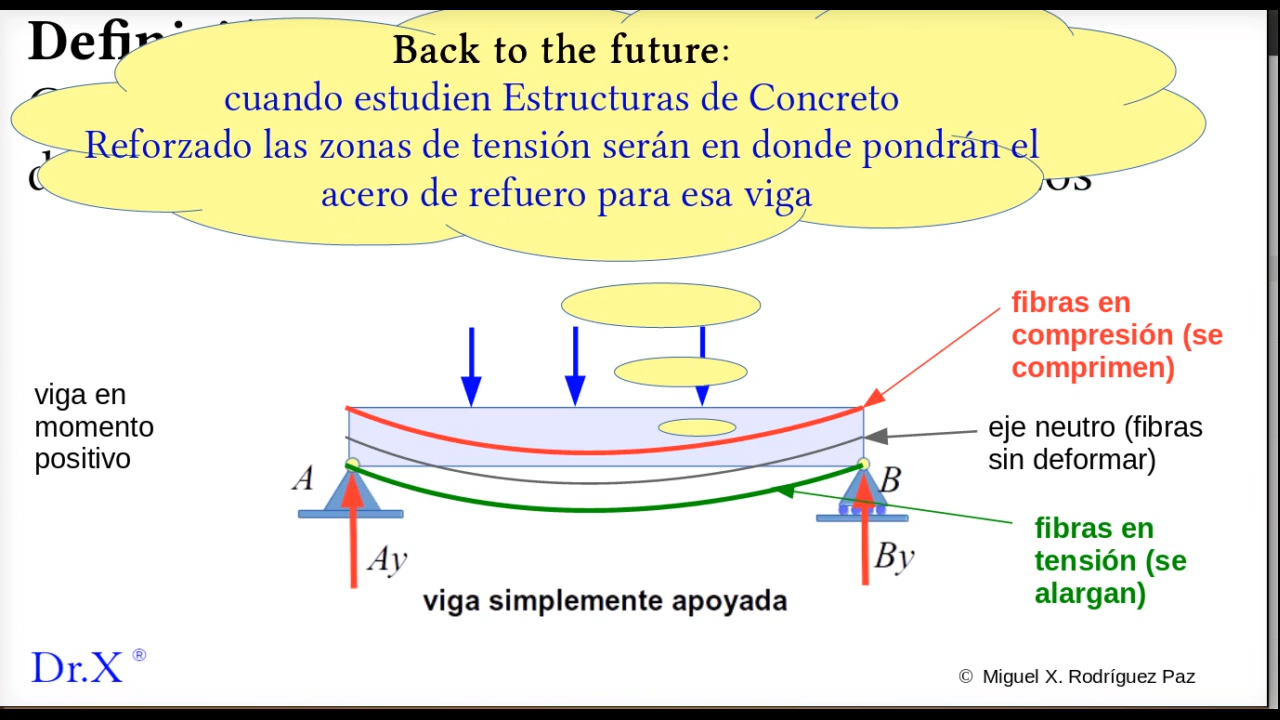 Back to the future:
cuando estudien Estructuras de Concreto
Reforzado las zonas de tensión serán en donde pondrán el
acero de refuero para esa viga
fibras en
compresión (se
comprimen)
viga en
momento
positivo
eje neutro (fibras
sin deformar)
A
B
fibras en
tensión (se
alargan)
Ay
By
viga simplemente apoyada
Dr.X ®
© Miguel X. Rodríguez Paz